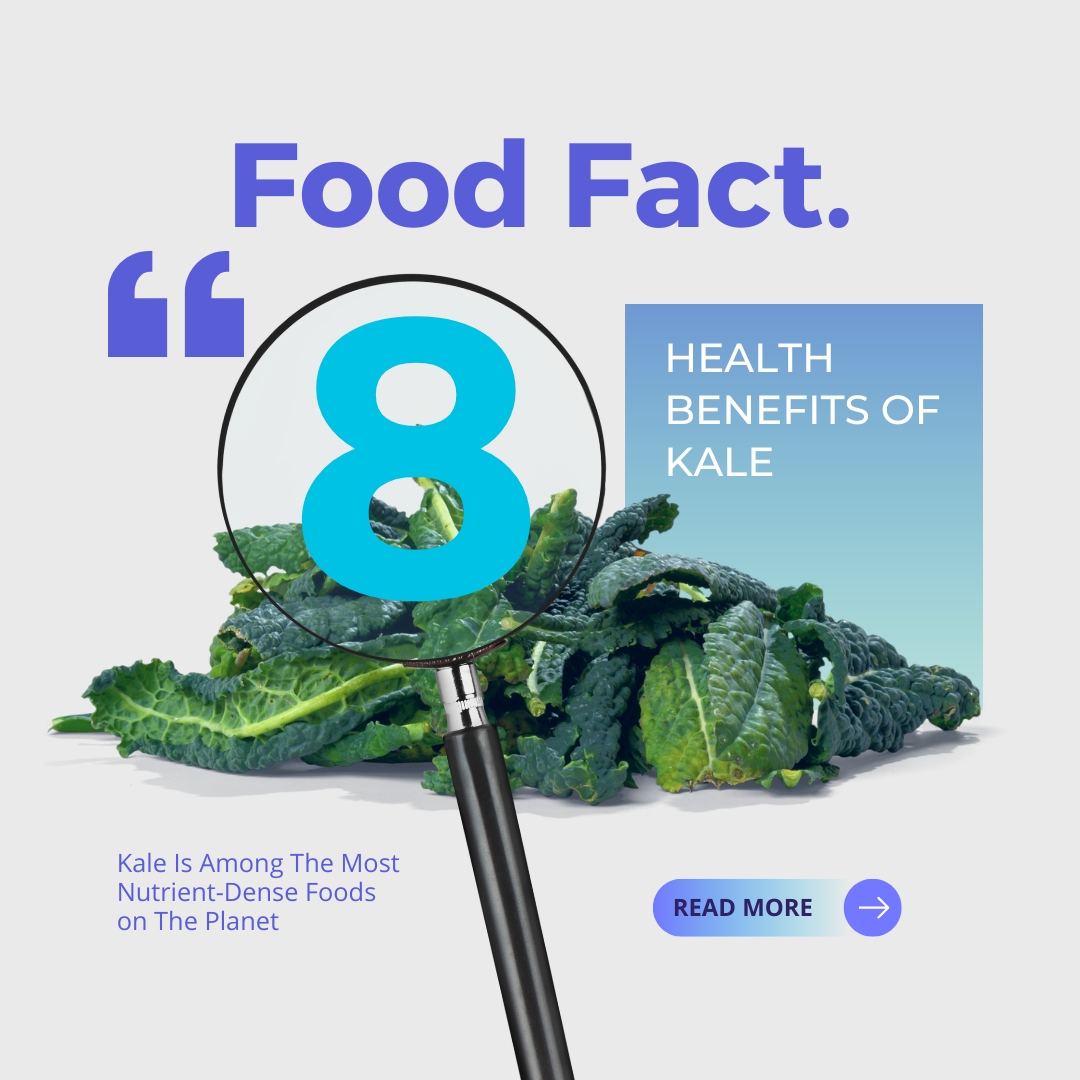 Food Fact.
“
8
HEALTH
BENEFITS OF
KALE
Kale Is Among The Most
Nutrient-Dense Foods
on The Planet
READ MORE